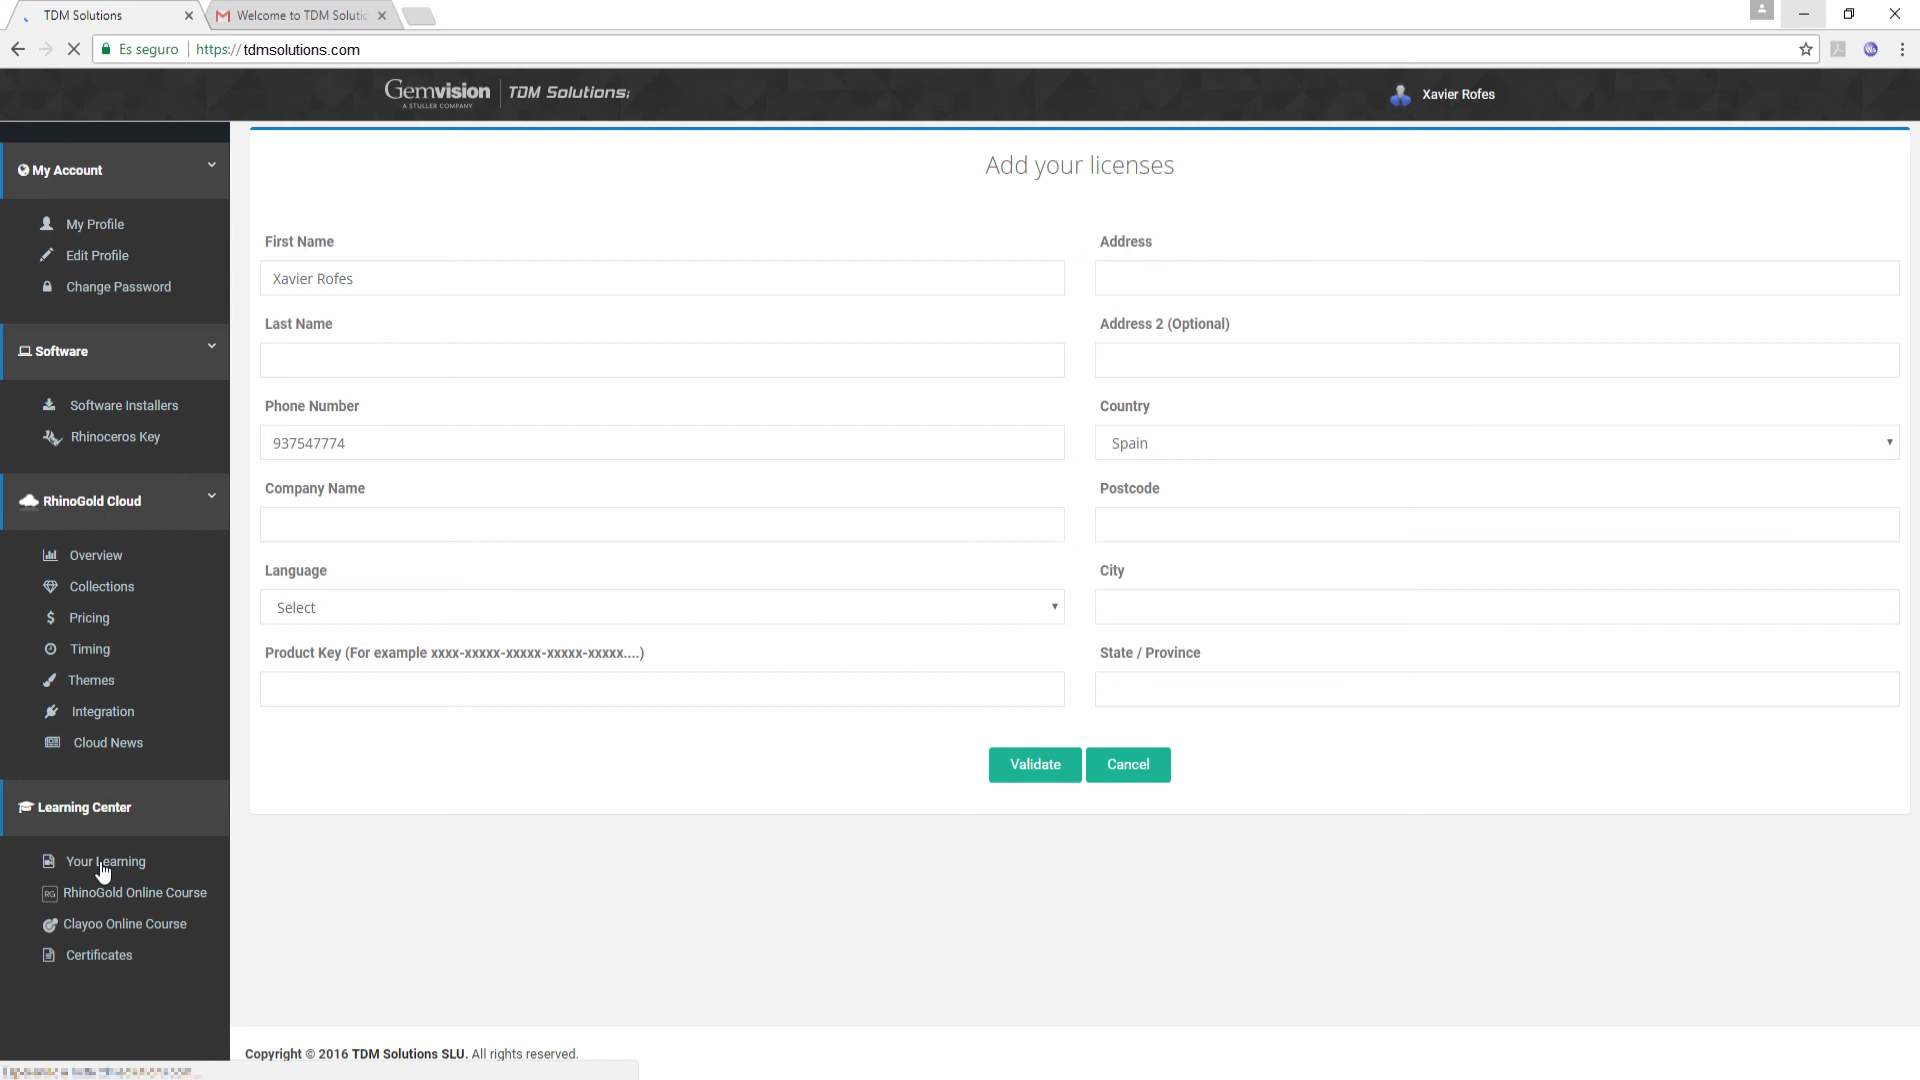 TDM Solutions
Welcome to TDM Solutio
Es seguro
https://tdmsolutions.com
Gemvision
A STULLER COMPANY
TDM Solutions;
Xavier Rofes
My Account
My Profile
Edit Profile
Change Password
Software
Software Installers
Rhinoceros Key
RhinoGold Cloud
Overview
Collections
Pricing
Timing
Themes
Integration
Cloud News
Learning Center
Your Learning
RG RhinoGold Online Course
Clayoo Online Course
Certificates
Add your licenses
First Name
Xavier Rofes
Last Name
Phone Number
937547774
Company Name
Language
Select
Product Key (For example xxxx-xxxxx-xxxxx-xxxxx-xxxxx....)
Address
Address 2 (Optional)
Country
Spain
Postcode
City
State / Province
Validate
Cancel
Copyright © 2016 TDM Solutions SLU. All rights reserved.